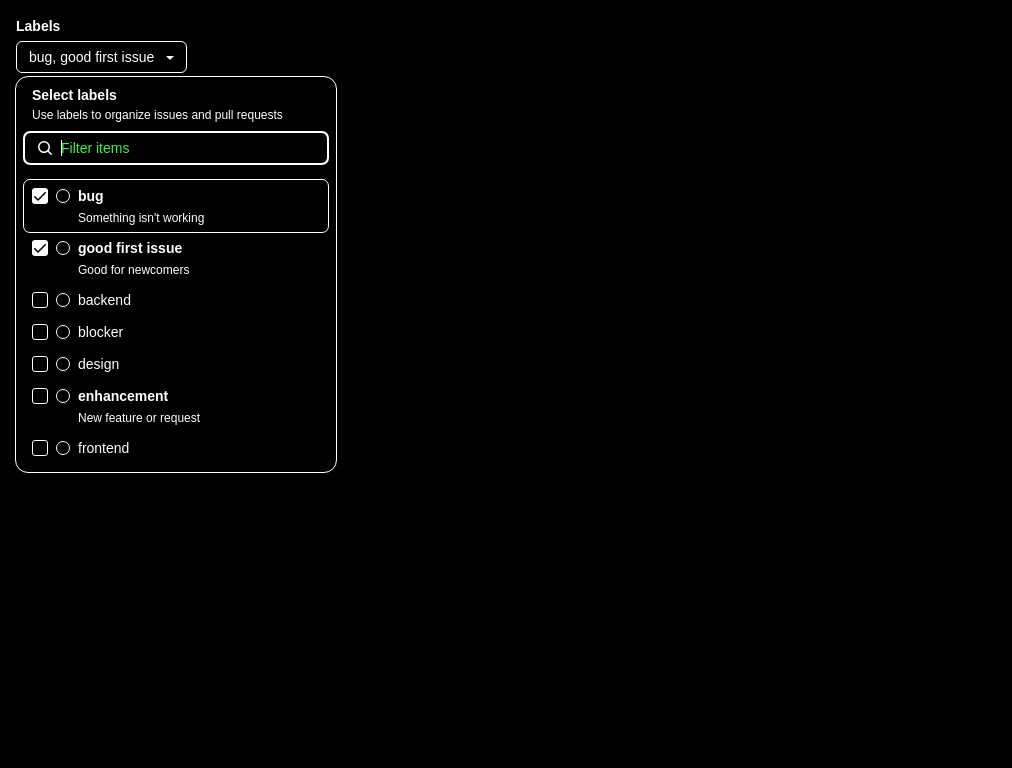 Labels
bug, good first issue
Select labels
Use labels to organize issues and pull requests
Filter items
bug
Something isn't working
good first issue
Good for newcomers
backend
blocker
design
enhancement
New feature or request
frontend